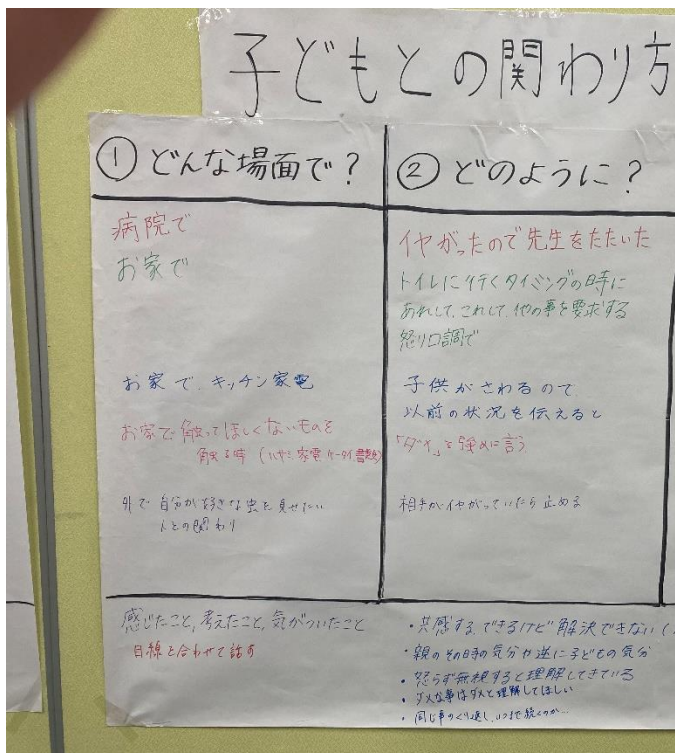 子どもとの関わり方
① どんな場面で?
病院で
お家で
お家で、キッチン家電
お家で触ってほしくないものを
触る時 (ハサミ 家電 ケータイ 書類)
外で自分が好きな虫を見せたい
人との関わり
② どのように?
イヤがったので先生をたたいた
トイレに行くタイミングの時に
あれして、これして、他の事を要求する
怒り口調で
子供がさわるので
以前の状況を伝えると
「ダメ」と強めに言う
相手がイヤがっていたら止める
感じたこと,考えたこと,気がついたこと
目線を合わせて話す
・共感する、できるけど解決できない(
・親のその時の気分や逆に子どもの気分
・怒らず無視すると理解してきている
・ダメな事はダメと理解してほしい
・同じ事のくり返し、いつまで続くのか…